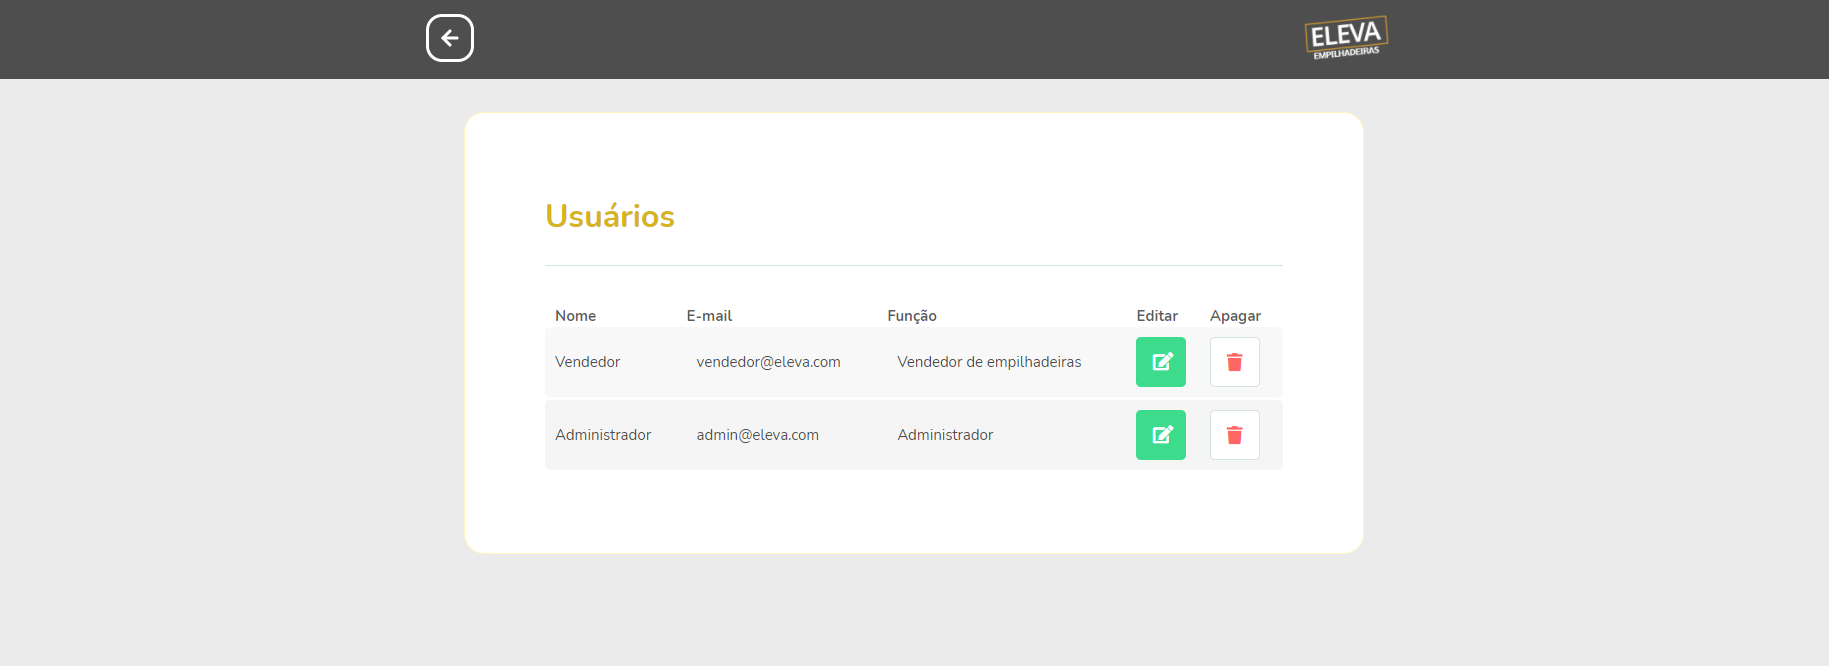 ELEVA
EMPILHADEIRAS
Usuários
Nome E-mail Função Editar Apagar
Vendedor vendedor@eleva.com Vendedor de empilhadeiras
Administrador admin@eleva.com Administrador